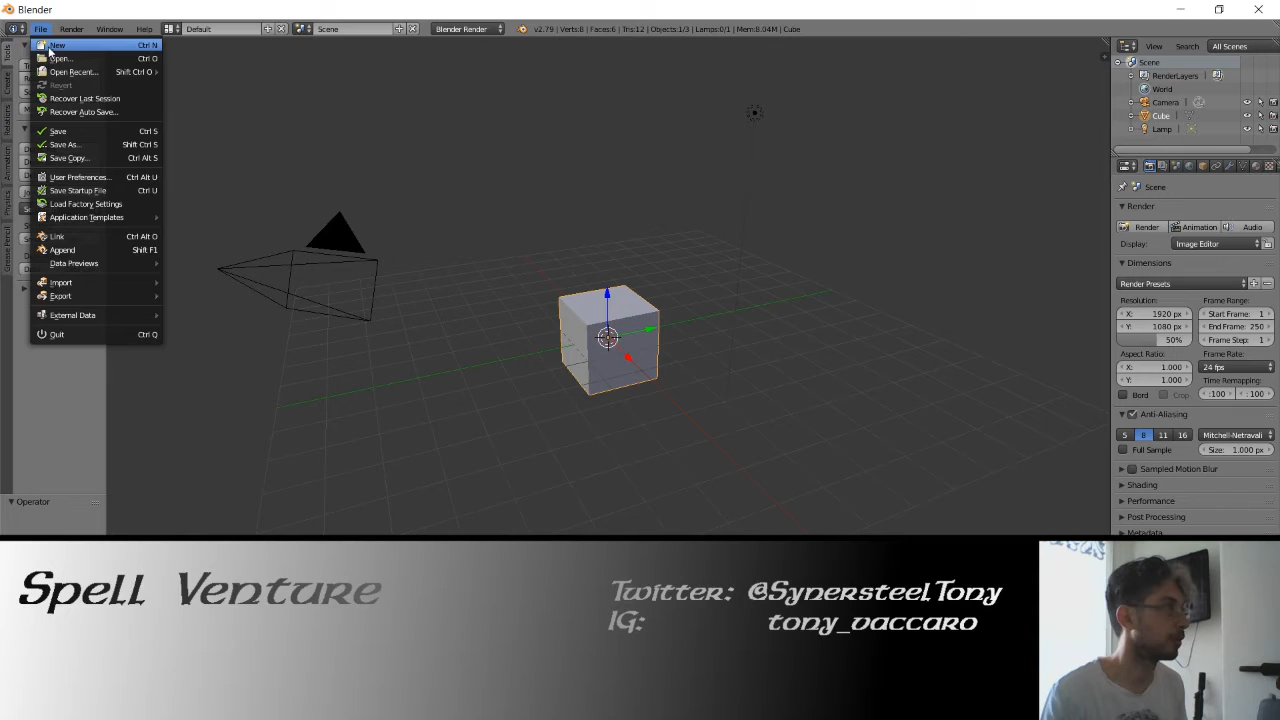 Blender
File Render Window Help Default Scene Blender Render v2.79 | Verts:8 | Faces:6 | Tris:12 | Objects:1/3 | Lamps:0/1 | Mem:8.04M | Cube
New Ctrl N
Open... Ctrl O
Open Recent... Shift Ctrl O
Revert
Recover Last Session
Recover Auto Save...
Save Ctrl S
Save As... Shift Ctrl S
Save Copy... Ctrl Alt S
User Preferences... Ctrl Alt U
Save Startup File Ctrl U
Load Factory Settings
Application Templates
Link Ctrl Alt O
Append Shift F1
Data Previews
Import
Export
External Data
Quit Ctrl Q
Tools
Create
Relations
Animation
Physics
Grease Pencil
Operator
View Search All Scenes
Scene
RenderLayers
World
Camera
Cube
Lamp
Scene
Render
Render Animation Audio
Display: Image Editor
Dimensions
Render Presets
Resolution: Frame Range:
X: 1920 px Start Frame: 1
Y: 1080 px End Frame: 250
50% Frame Step: 1
Aspect Ratio: Frame Rate:
X: 1.000 24 fps
Y: 1.000 Time Remapping:
Bord Crop :100 :100
Anti-Aliasing
5 8 11 16 Mitchell-Netravali
Full Sample Size: 1.000 px
Sampled Motion Blur
Shading
Performance
Post Processing
Metadata
Spell Venture
Twitter: @SynersteelTony
IG: tony_vaccaro